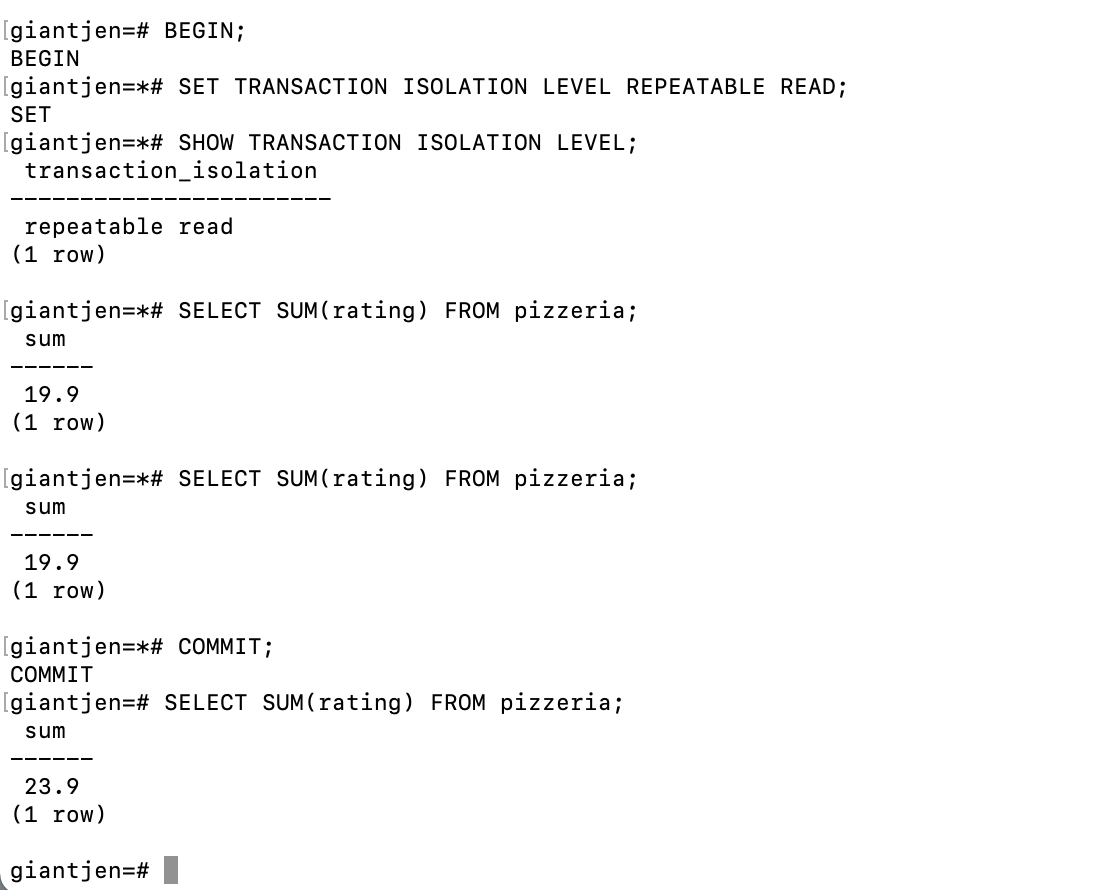 [giantjen=# BEGIN;
BEGIN
[giantjen=*# SET TRANSACTION ISOLATION LEVEL REPEATABLE READ;
SET
[giantjen=*# SHOW TRANSACTION ISOLATION LEVEL;
transaction_isolation
-----------------------
repeatable read
(1 row)
[giantjen=*# SELECT SUM(rating) FROM pizzeria;
sum
------
19.9
(1 row)
[giantjen=*# SELECT SUM(rating) FROM pizzeria;
sum
------
19.9
(1 row)
[giantjen=*# COMMIT;
COMMIT
[giantjen=# SELECT SUM(rating) FROM pizzeria;
sum
------
23.9
(1 row)
giantjen=#